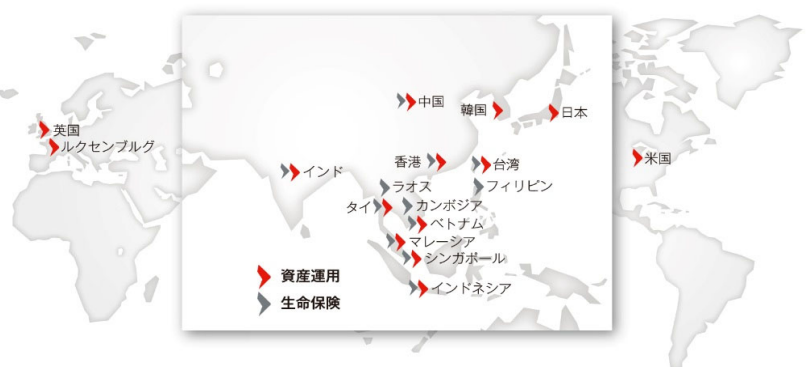 中国
韓国
日本
英国
ルクセンブルグ
香港
台湾
米国
インド
ラオス
フィリピン
タイ
カンボジア
ベトナム
マレーシア
シンガポール
資産運用
インドネシア
生命保険